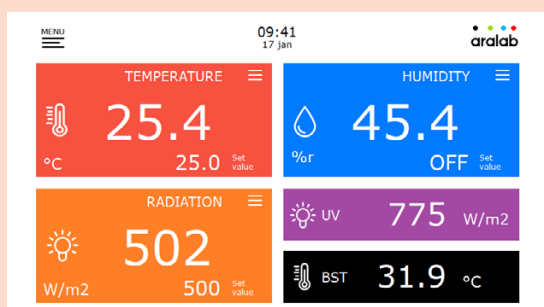 MENU
09:41
17 jan
aralab
TEMPERATURE
25.4
°C
25.0
Set
value
HUMIDITY
45.4
%r
OFF
Set
value
RADIATION
502
W/m2
500
Set
value
UV
775
W/m2
BST
31.9
°C